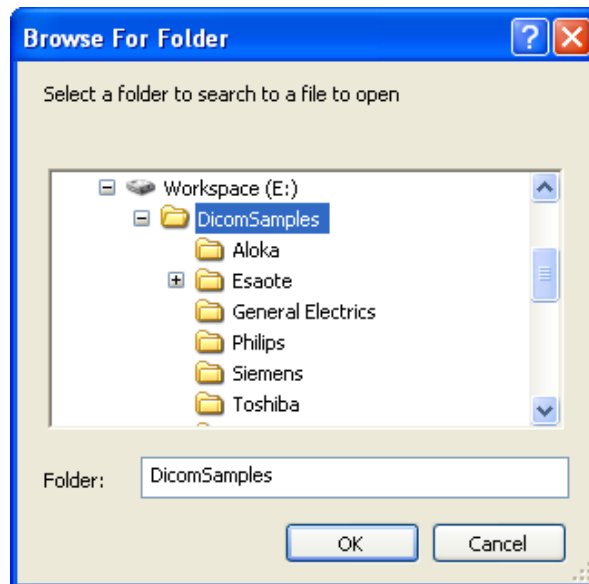 Browse For Folder
Select a folder to search to a file to open
Workspace (E:)
DicomSamples
Aloka
Esaote
General Electrics
Philips
Siemens
Toshiba
Folder: DicomSamples
OK Cancel